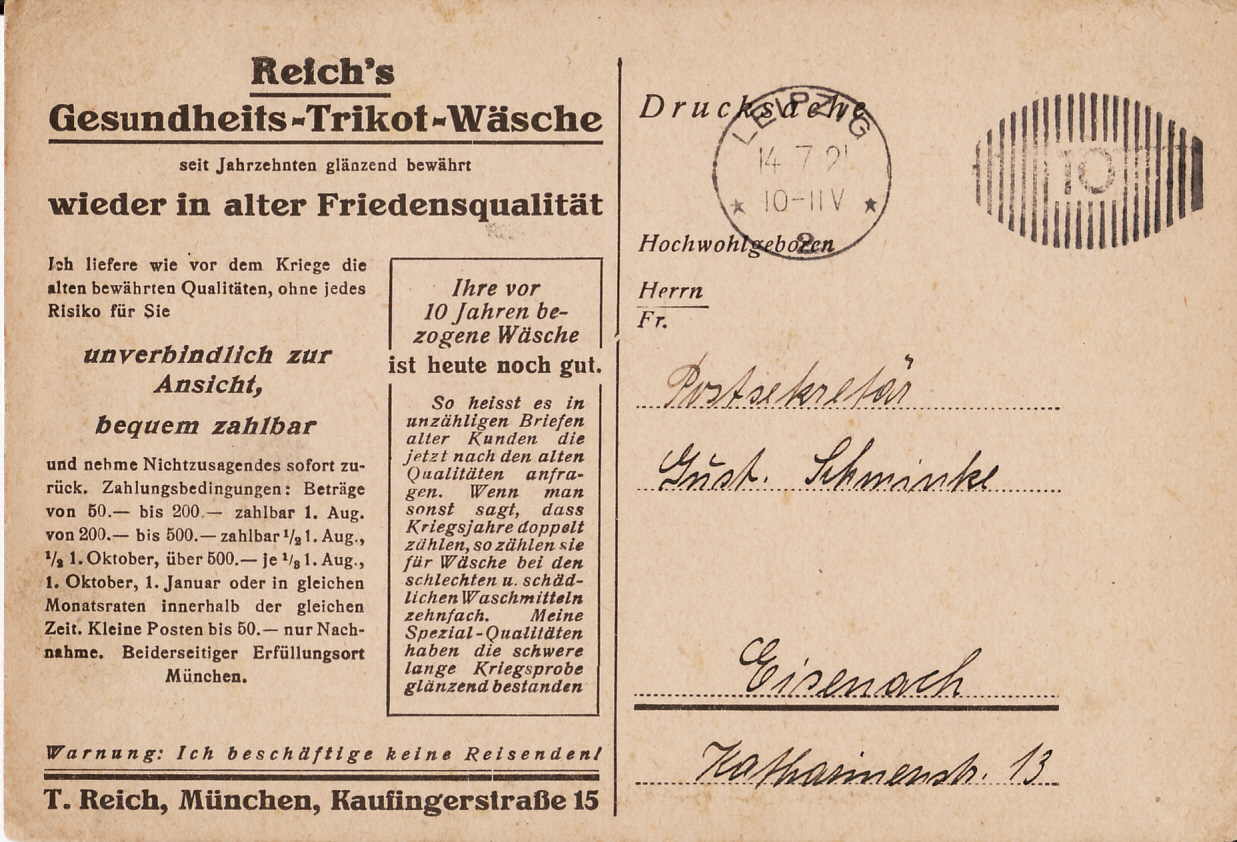 Reich's
Gesundheits-Trikot-Wäsche
seit Jahrzehnten glänzend bewährt
wieder in alter Friedensqualität
Ich liefere wie vor dem Kriege die
alten bewährten Qualitäten, ohne jedes
Risiko für Sie
unverbindlich zur
Ansicht,
bequem zahlbar
und nehme Nichtzusagendes sofort zu-
rück. Zahlungsbedingungen: Beträge
von 50.— bis 200.— zahlbar 1. Aug.
von 200.— bis 500.— zahlbar ½ 1. Aug.,
½ 1. Oktober, über 500.— je ⅓ 1. Aug.,
1. Oktober, 1. Januar oder in gleichen
Monatsraten innerhalb der gleichen
Zeit. Kleine Posten bis 50.— nur Nach-
nahme. Beiderseitiger Erfüllungsort
München.
Ihre vor
10 Jahren be-
zogene Wäsche
ist heute noch gut.
So heisst es in
unzähligen Briefen
alter Kunden die
jetzt nach den alten
Qualitäten anfra-
gen. Wenn man
sonst sagt, dass
Kriegsjahre doppelt
zählen, so zählen sie
für Wäsche bei den
schlechten u. schäd-
lichen Waschmitteln
zehnfach. Meine
Spezial-Qualitäten
haben die schwere
lange Kriegsprobe
glänzend bestanden
Warnung: Ich beschäftige keine Reisenden!
T. Reich, München, Kaufingerstraße 15
Drucksache
LEIPZIG
14 7 21
10-11 V
2
10
Hochwohlgeboren
Herrn
Fr.
Postsekretär
Gust. Schminke
Eisenach
Katharinenstr. 13